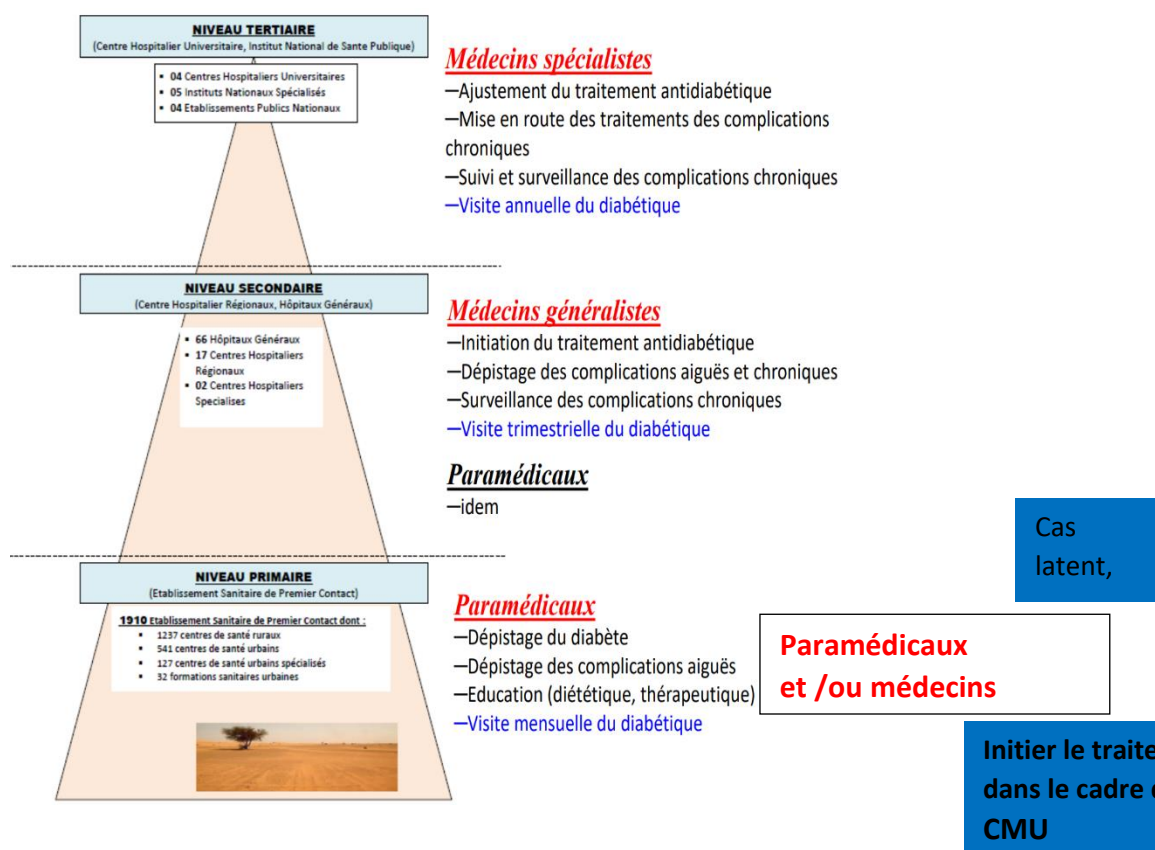 NIVEAU TERTIAIRE
(Centre Hospitalier Universitaire, Institut National de Sante Publique)
▪ 04 Centres Hospitaliers Universitaires
▪ 05 Instituts Nationaux Spécialisés
▪ 04 Etablissements Publics Nationaux
Médecins spécialistes
—Ajustement du traitement antidiabétique
—Mise en route des traitements des complications
chroniques
—Suivi et surveillance des complications chroniques
—Visite annuelle du diabétique
NIVEAU SECONDAIRE
(Centre Hospitalier Régionaux, Hôpitaux Généraux)
▪ 66 Hôpitaux Généraux
▪ 17 Centres Hospitaliers
Régionaux
▪ 02 Centres Hospitaliers
Specialises
Médecins généralistes
—Initiation du traitement antidiabétique
—Dépistage des complications aiguës et chroniques
—Surveillance des complications chroniques
—Visite trimestrielle du diabétique
Paramédicaux
—idem
Cas
latent,
NIVEAU PRIMAIRE
(Etablissement Sanitaire de Premier Contact)
1910 Etablissement Sanitaire de Premier Contact dont :
▪ 1237 centres de santé ruraux
▪ 541 centres de santé urbains
▪ 127 centres de santé urbains spécialisés
▪ 32 formations sanitaires urbaines
Paramédicaux
—Dépistage du diabète
—Dépistage des complications aiguës
—Education (diététique, thérapeutique)
—Visite mensuelle du diabétique
Paramédicaux
et /ou médecins
Initier le traite
dans le cadre
CMU